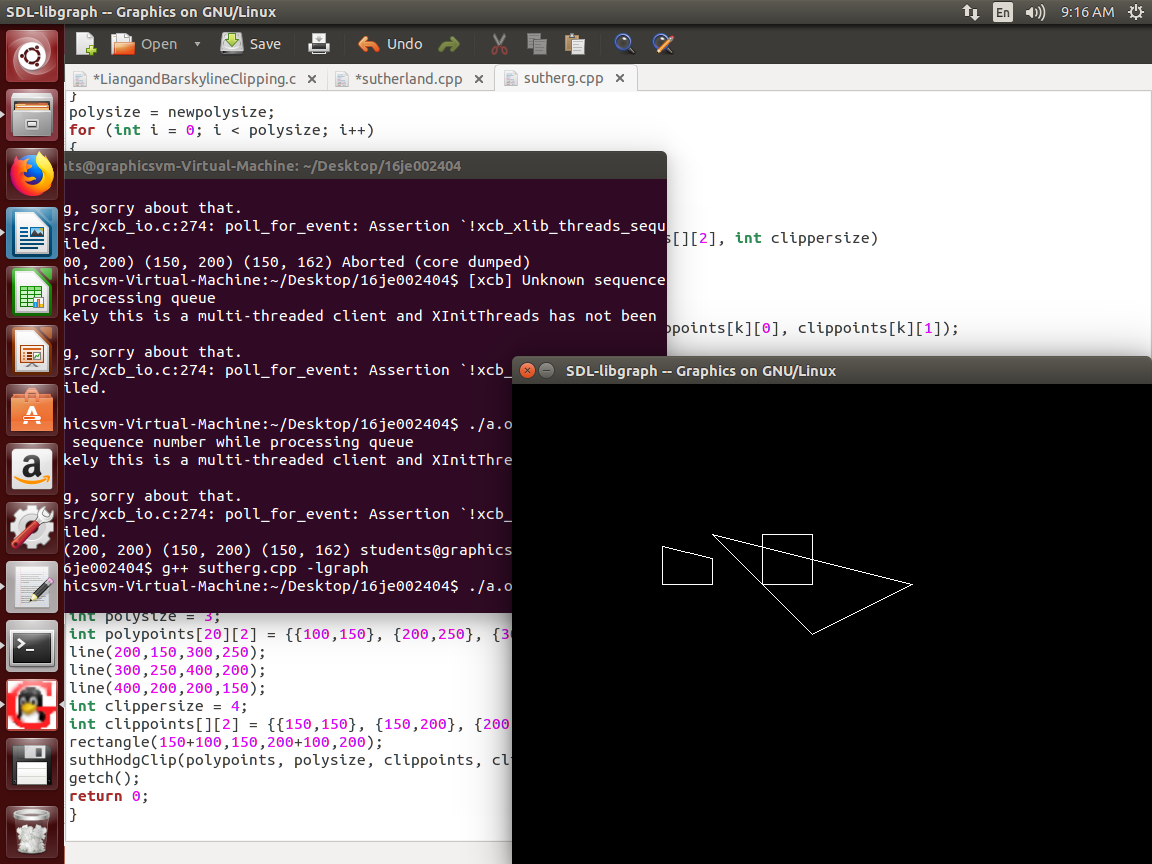 SDL-libgraph -- Graphics on GNU/Linux
En
9:16 AM
Open
Save
Undo
*LiangandBarskylineClipping.c
*sutherland.cpp
sutherg.cpp
}
polysize = newpolysize;
for (int i = 0; i < polysize; i++)
{
nts@graphicsvm-Virtual-Machine: ~/Desktop/16je002404
g, sorry about that.
src/xcb_io.c:274: poll_for_event: Assertion `!xcb_xlib_threads_sequ
iled.
00, 200) (150, 200) (150, 162) Aborted (core dumped)
hicsvm-Virtual-Machine:~/Desktop/16je002404$ [xcb] Unknown sequence
processing queue
kely this is a multi-threaded client and XInitThreads has not been
g, sorry about that.
src/xcb_io.c:274: poll_for_event: Assertion `!xcb_
iled.
hicsvm-Virtual-Machine:~/Desktop/16je002404$ ./a.o
sequence number while processing queue
kely this is a multi-threaded client and XInitThre
g, sorry about that.
src/xcb_io.c:274: poll_for_event: Assertion `!xcb_
iled.
(200, 200) (150, 200) (150, 162) students@graphics
6je002404$ g++ sutherg.cpp -lgraph
hicsvm-Virtual-Machine:~/Desktop/16je002404$ ./a.o
s[][2], int clippersize)
ppoints[k][0], clippoints[k][1]);
SDL-libgraph -- Graphics on GNU/Linux
int polysize = 3;
int polypoints[20][2] = {{100,150}, {200,250}, {30
line(200,150,300,250);
line(300,250,400,200);
line(400,200,200,150);
int clippersize = 4;
int clippoints[][2] = {{150,150}, {150,200}, {200
rectangle(150+100,150,200+100,200);
suthHodgClip(polypoints, polysize, clippoints, cl
getch();
return 0;
}